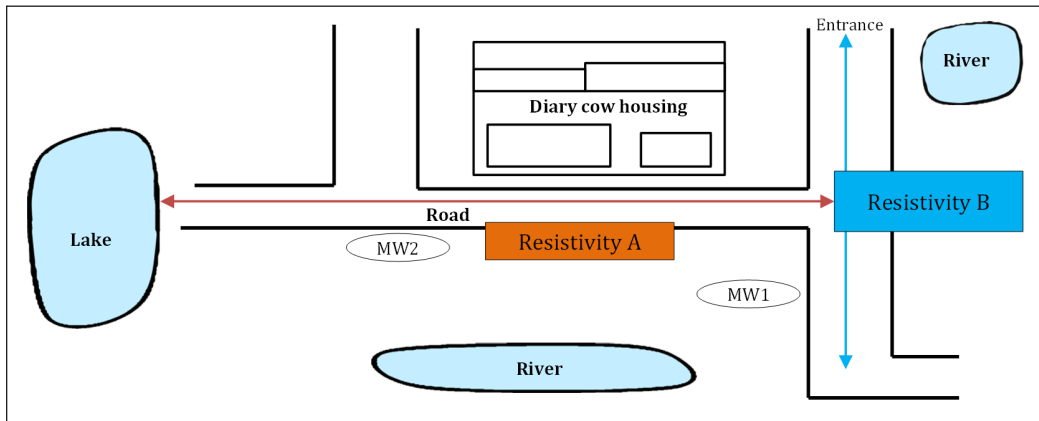 Entrance
River
Diary cow housing
Resistivity B
Road
Lake
MW2
Resistivity A
MW1
River